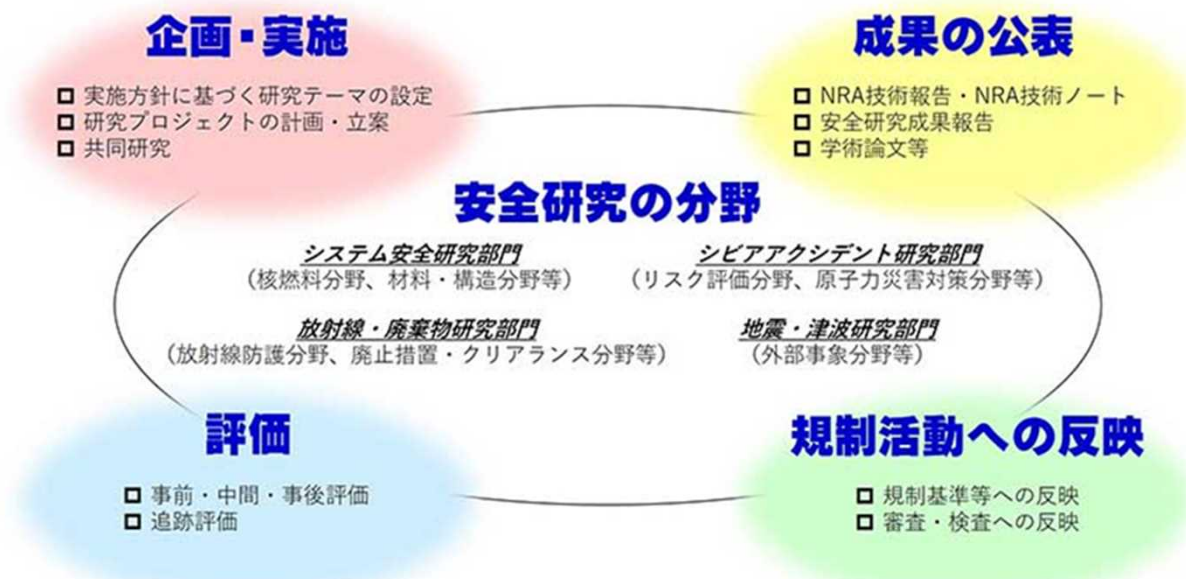 企画・実施
□ 実施方針に基づく研究テーマの設定
□ 研究プロジェクトの計画・立案
□ 共同研究
成果の公表
□ NRA技術報告・NRA技術ノート
□ 安全研究成果報告
□ 学術論文等
安全研究の分野
システム安全研究部門
(核燃料分野、材料・構造分野等)
シビアアクシデント研究部門
(リスク評価分野、原子力災害対策分野等)
放射線・廃棄物研究部門
(放射線防護分野、廃止措置・クリアランス分野等)
地震・津波研究部門
(外部事象分野等)
評価
□ 事前・中間・事後評価
□ 追跡評価
規制活動への反映
□ 規制基準等への反映
□ 審査・検査への反映